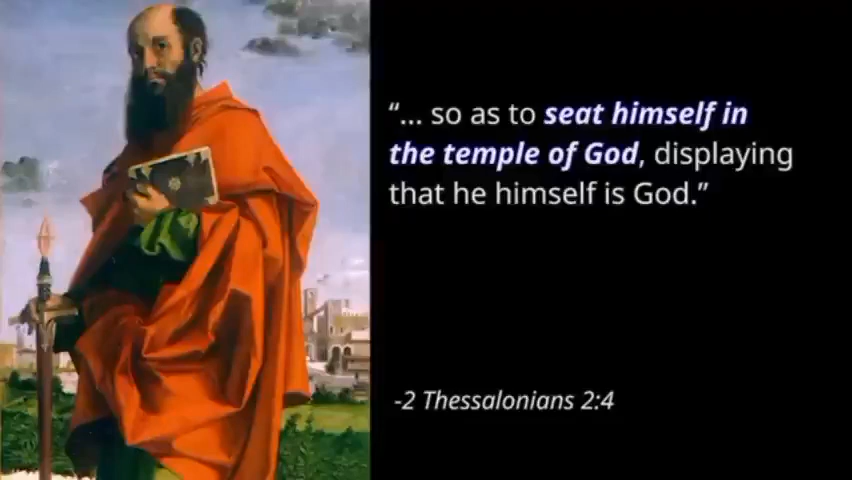 “... so as to seat himself in
the temple of God, displaying
that he himself is God.”
-2 Thessalonians 2:4